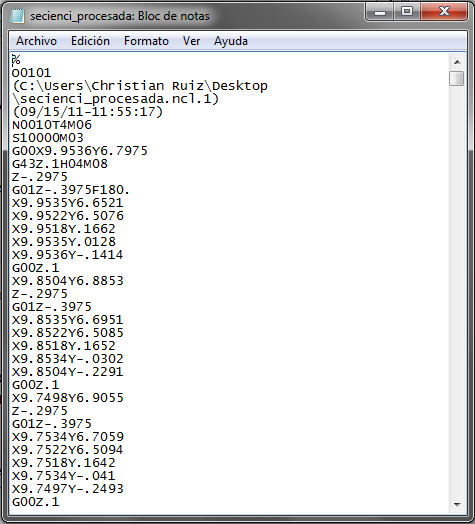 secienci_procesada: Bloc de notas
Archivo Edición Formato Ver Ayuda
%
O0101
(C:\Users\Christian Ruiz\Desktop
\secienci_procesada.ncl.1)
(09/15/11-11:55:17)
N0010T4M06
S10000M03
G00X9.9536Y6.7975
G43Z.1H04M08
Z-.2975
G01Z-.3975F180.
X9.9535Y6.6521
X9.9522Y6.5076
X9.9518Y.1662
X9.9535Y.0128
X9.9536Y-.1414
G00Z.1
X9.8504Y6.8853
Z-.2975
G01Z-.3975
X9.8535Y6.6951
X9.8522Y6.5085
X9.8518Y.1652
X9.8534Y-.0302
X9.8504Y-.2291
G00Z.1
X9.7498Y6.9055
Z-.2975
G01Z-.3975
X9.7534Y6.7059
X9.7522Y6.5094
X9.7518Y.1642
X9.7534Y-.041
X9.7497Y-.2493
G00Z.1